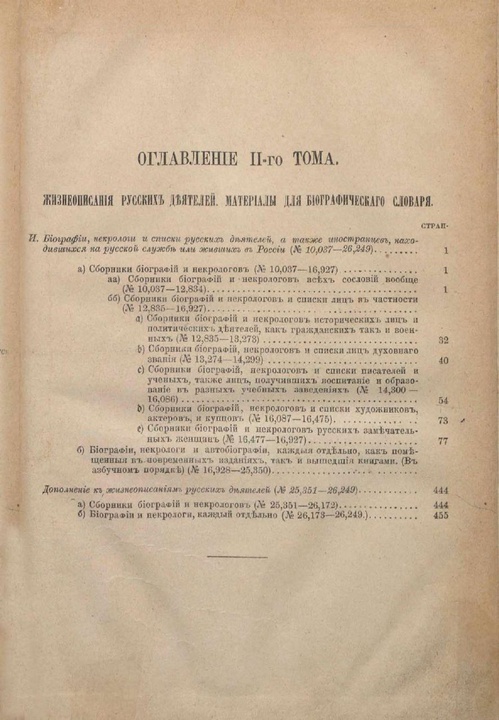 ОГЛАВЛЕНІЕ II-го ТОМА.
ЖИЗНЕОПИСАНІЯ РУССКИХЪ ДѢЯТЕЛЕЙ. МАТЕРІАЛЫ ДЛЯ БІОГРАФИЧЕСКАГО СЛОВАРЯ.
СТРАН.
II. Біографіи, некрологи и списки русскихъ дѣятелей, а также иностранцевъ, нахо-
дившихся на русской службѣ или жившихъ въ Россіи (№ 10,037—26,249)........ 1
а) Сборники біографій и некрологовъ (№ 10,037—16,927) ................ 1
аа) Сборники біографій и некрологовъ всѣхъ сословій вообще
(№ 10,037—12,834)............................................ 1
бб) Сборники біографій и некрологовъ и списки лицъ въ частности
(№ 12,835—16,927).............................................
a) Сборники біографій, некрологовъ историческихъ лицъ и
политическихъ дѣятелей, какъ гражданскихъ такъ и воен-
ныхъ (№ 12,835—13,273)................................... 32
b) Сборники біографій, некрологовъ и списки лицъ духовнаго
званія (№ 13,274—14,299)................................. 40
c) Сборники біографій, некрологовъ и списки писателей и
ученыхъ, также лицъ, получившихъ воспитаніе и образо-
ваніе въ разныхъ учебныхъ заведеніяхъ (№ 14,300—
16,086)................................................. 54
b) Сборники біографій, некрологовъ и списки художниковъ,
актеровъ, и купцовъ (№ 16,087—16,475).................... 73
c) Сборники біографій и некрологовъ русскихъ замѣчатель-
ныхъ женщинъ (№ 16,477—16,927).......................... 77
б) Біографіи, некрологи и автобіографіи, каждыя отдѣльно, какъ помѣ-
щенныя въ повременныхъ изданіяхъ, такъ и вышедшія книгами. (Въ
азбучномъ порядкѣ) (№ 16,928—25,350)............................
Дополненіе къ жизнеописаніямъ русскихъ дѣятелей (№ 25,351—26,249)........... 444
а) Сборники біографій и некрологовъ (№ 25,351—26,172)................ 444
б) Біографіи и некрологи, каждый отдѣльно (№ 26,173—26,249.).......... 455